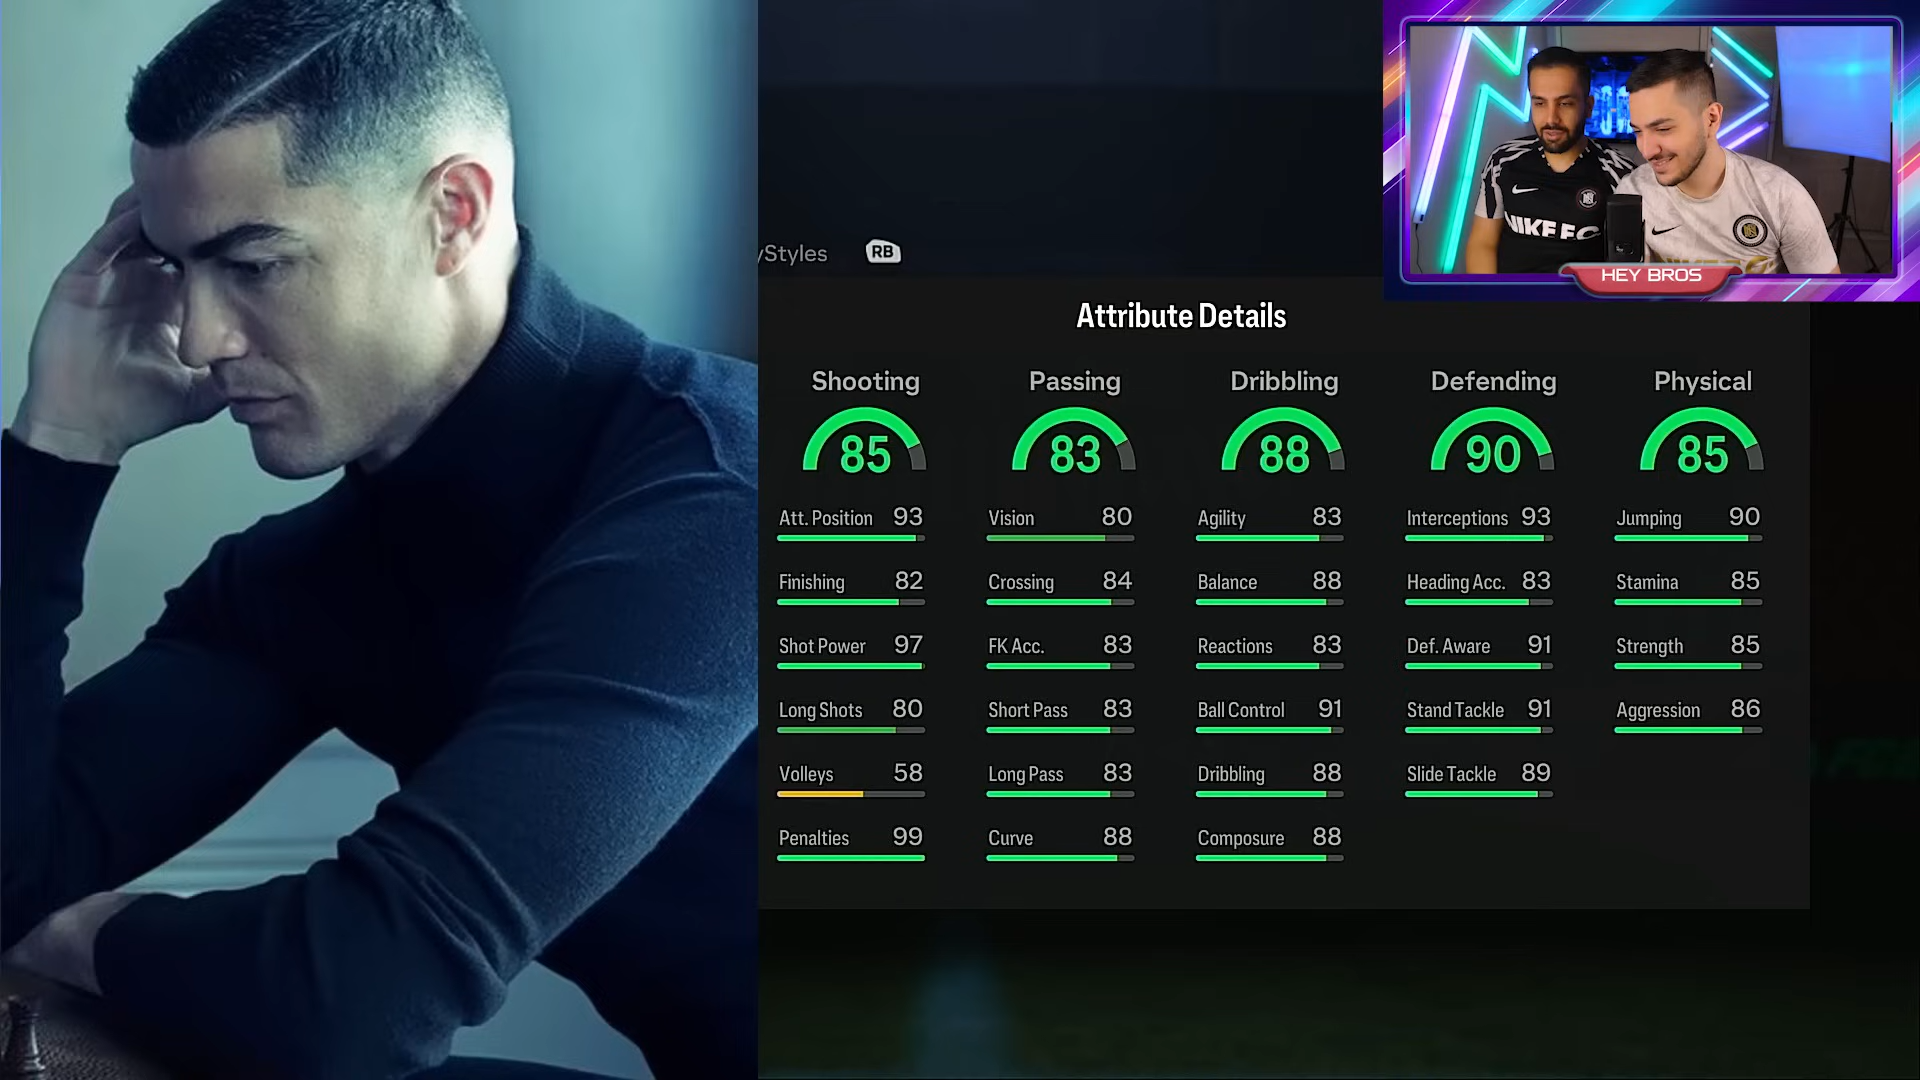 yStyles RB
NIKE F.C.
HEY BROS
Attribute Details
Shooting Passing Dribbling Defending Physical
85 83 88 90 85
Att. Position 93 Vision 80 Agility 83 Interceptions 93 Jumping 90
Finishing 82 Crossing 84 Balance 88 Heading Acc. 83 Stamina 85
Shot Power 97 FK Acc. 83 Reactions 83 Def. Aware 91 Strength 85
Long Shots 80 Short Pass 83 Ball Control 91 Stand Tackle 91 Aggression 86
Volleys 58 Long Pass 83 Dribbling 88 Slide Tackle 89
Penalties 99 Curve 88 Composure 88